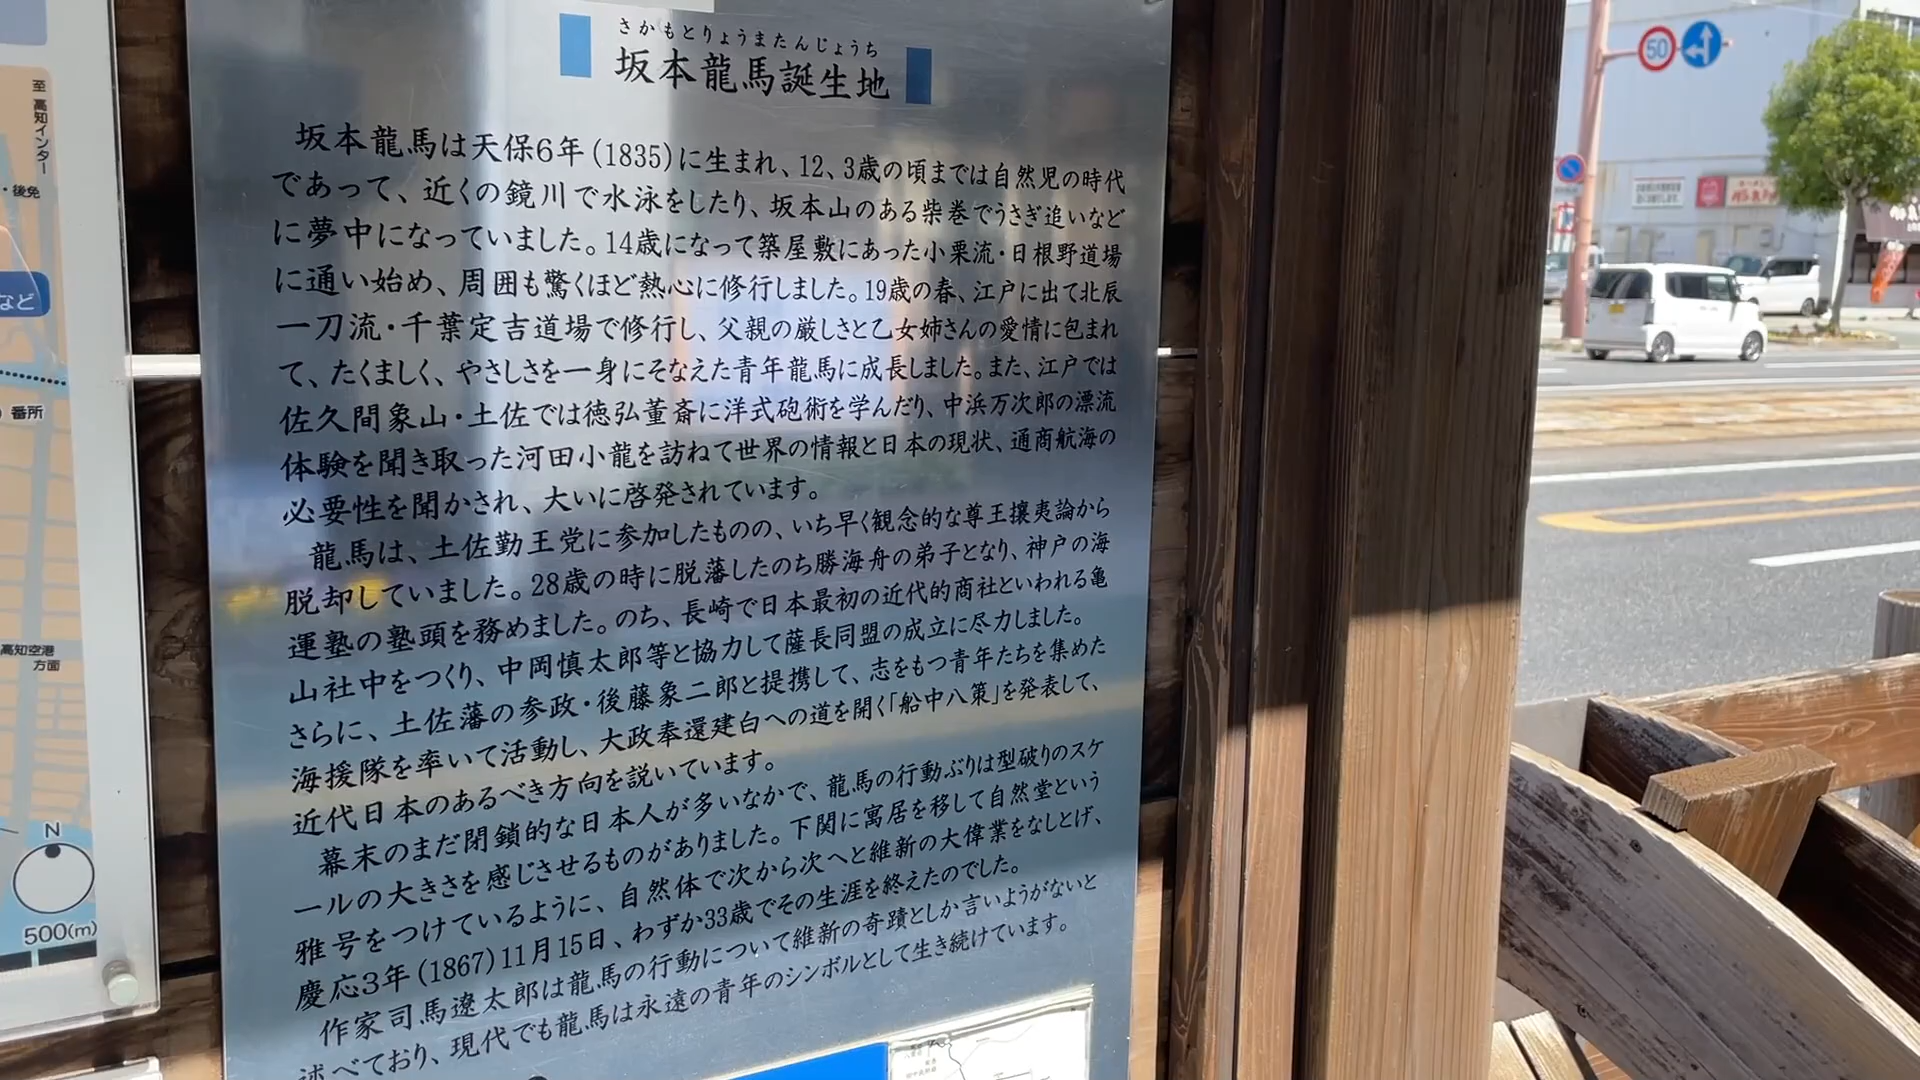 さかもとりょうまたんじょうち
坂本龍馬誕生地
坂本龍馬は天保6年(1835)に生まれ、12、3歳の頃までは自然児の時代
であって、近くの鏡川で水泳をしたり、坂本山のある柴巻でうさぎ追いなど
に夢中になっていました。14歳になって築屋敷にあった小栗流・日根野道場
に通い始め、周囲も驚くほど熱心に修行しました。19歳の春、江戸に出て北辰
一刀流・千葉定吉道場で修行し、父親の厳しさと乙女姉さんの愛情に包まれ
て、たくましく、やさしさを一身にそなえた青年龍馬に成長しました。また、江戸では
佐久間象山・土佐では徳弘董斎に洋式砲術を学んだり、中浜万次郎の漂流
体験を聞き取った河田小龍を訪ねて世界の情報と日本の現状、通商航海の
必要性を聞かされ、大いに啓発されています。
龍馬は、土佐勤王党に参加したものの、いち早く観念的な尊王攘夷論から
脱却していました。28歳の時に脱藩したのち勝海舟の弟子となり、神戸の海
運塾の塾頭を務めました。のち、長崎で日本最初の近代的商社といわれる亀
山社中をつくり、中岡慎太郎等と協力して薩長同盟の成立に尽力しました。
さらに、土佐藩の参政・後藤象二郎と提携して、志をもつ青年たちを集めた
海援隊を率いて活動し、大政奉還建白への道を開く「船中八策」を発表して、
近代日本のあるべき方向を説いています。
幕末のまだ閉鎖的な日本人が多いなかで、龍馬の行動ぶりは型破りのスケ
ールの大きさを感じさせるものがありました。下関に寓居を移して自然堂という
雅号をつけているように、自然体で次から次へと維新の大偉業をなしとげ、
慶応3年(1867)11月15日、わずか33歳でその生涯を終えたのでした。
作家司馬遼太郎は龍馬の行動について維新の奇蹟としか言いようがないと
述べており、現代でも龍馬は永遠の青年のシンボルとして生き続けています。
至 高知インター
・後免
など
番所
高知空港
方面
N
500(m)
50